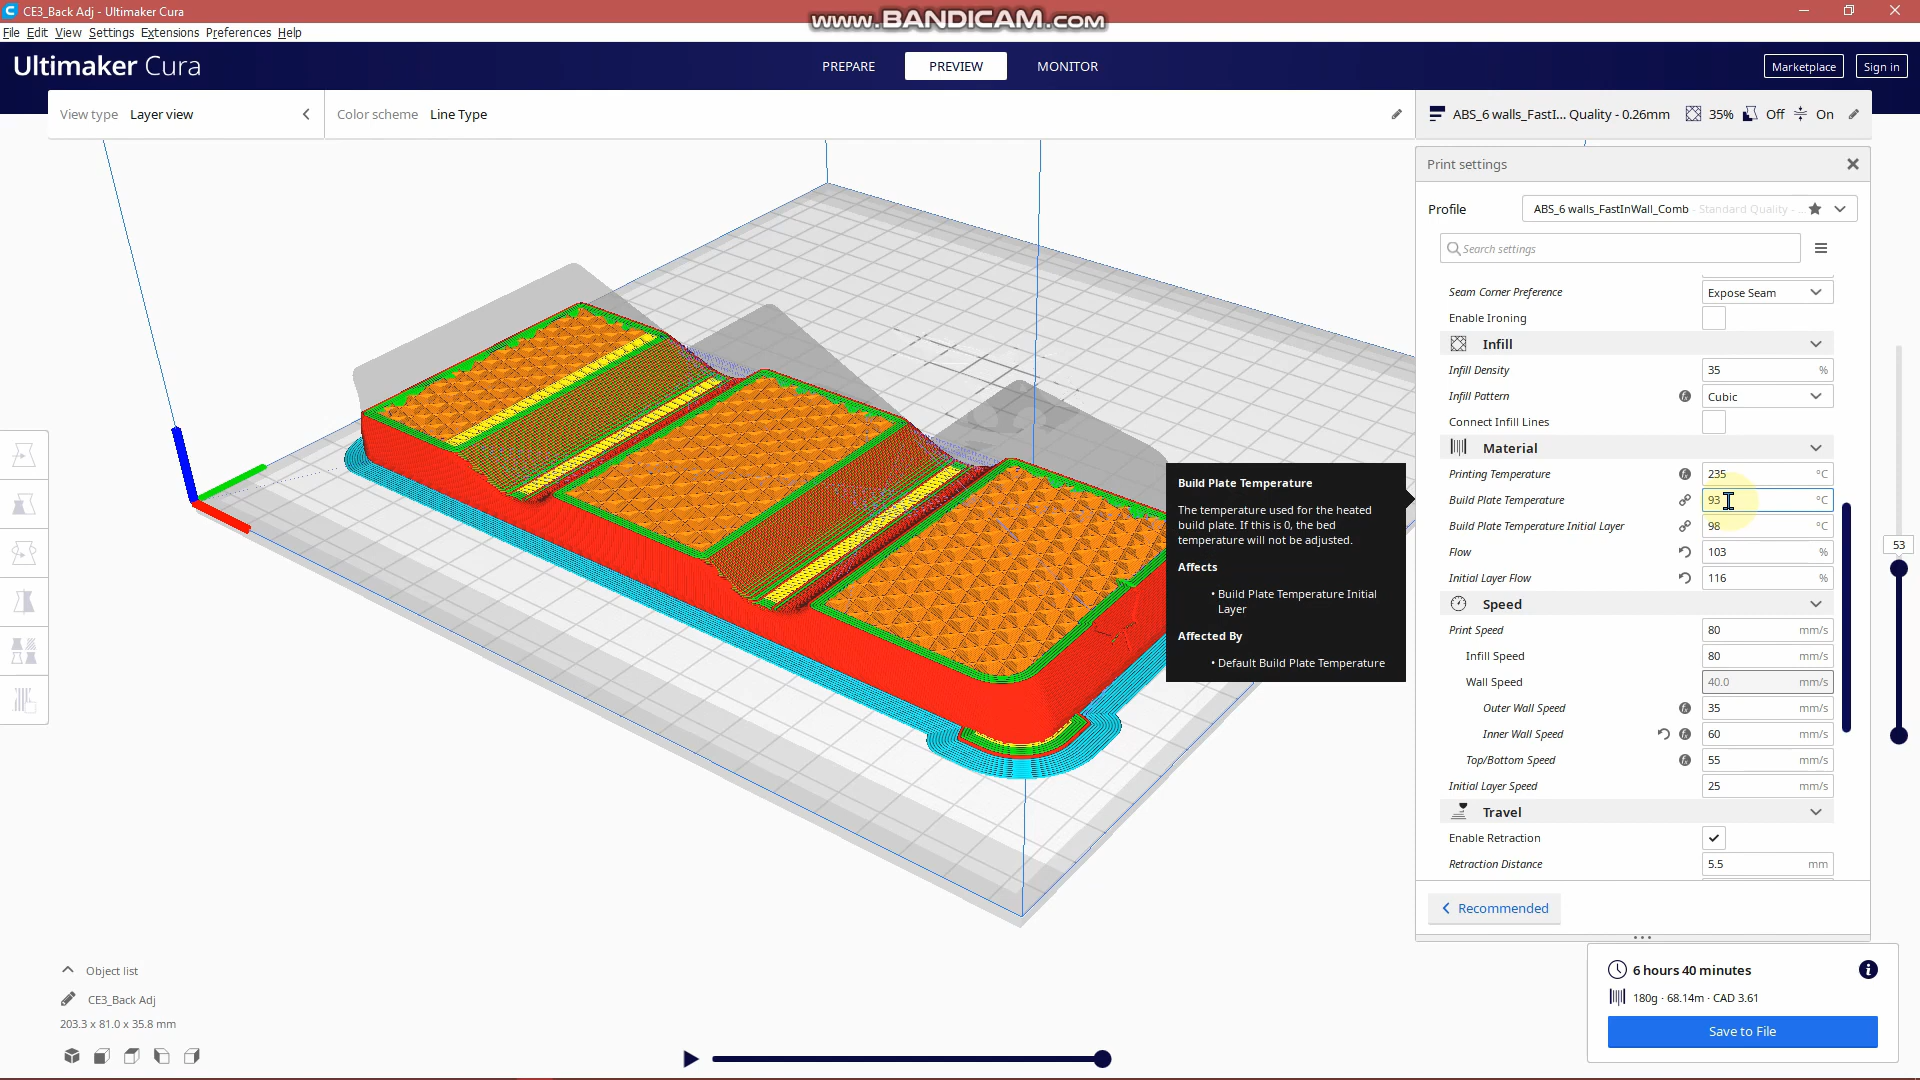 CE3_Back Adj - Ultimaker Cura
www.BANDICAM.com
File Edit View Settings Extensions Preferences Help
Ultimaker Cura
PREPARE
PREVIEW
MONITOR
Marketplace
Sign in
View type Layer view
Color scheme Line Type
ABS_6 walls_FastI... Quality - 0.26mm
35%
Off
On
Print settings
Profile
ABS_6 walls_FastInWall_Comb - Standard Quality - ...
Search settings
Seam Corner Preference
Expose Seam
Enable Ironing
Infill
Infill Density
35 %
Infill Pattern
Cubic
Connect Infill Lines
Material
Printing Temperature
235 °C
Build Plate Temperature
93 °C
Build Plate Temperature Initial Layer
98 °C
Flow
103 %
Initial Layer Flow
116 %
Speed
Print Speed
80 mm/s
Infill Speed
80 mm/s
Wall Speed
40.0 mm/s
Outer Wall Speed
35 mm/s
Inner Wall Speed
60 mm/s
Top/Bottom Speed
55 mm/s
Initial Layer Speed
25 mm/s
Travel
Enable Retraction
Retraction Distance
5.5 mm
Recommended
53
Build Plate Temperature
The temperature used for the heated
build plate. If this is 0, the bed
temperature will not be adjusted.
Affects
• Build Plate Temperature Initial
Layer
Affected By
• Default Build Plate Temperature
Object list
CE3_Back Adj
203.3 x 81.0 x 35.8 mm
6 hours 40 minutes
180g · 68.14m · CAD 3.61
Save to File